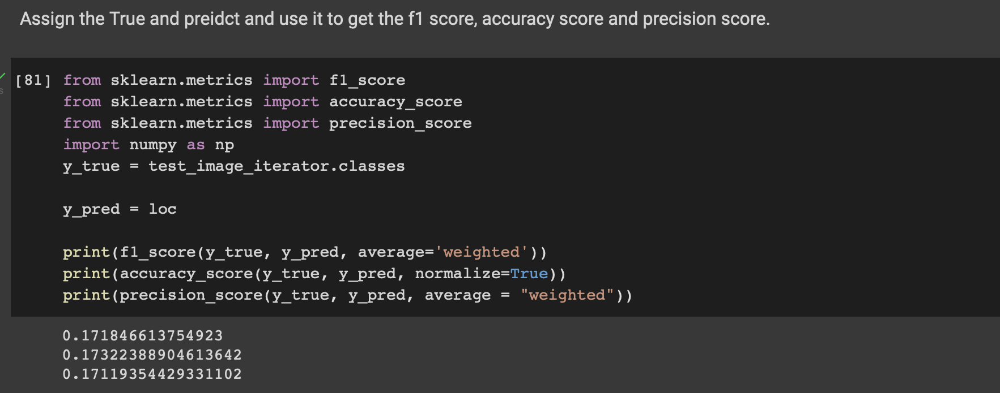 Assign the True and preidct and use it to get the f1 score, accuracy score and precision score.
[81] from sklearn.metrics import f1_score
from sklearn.metrics import accuracy_score
from sklearn.metrics import precision_score
import numpy as np
y_true = test_image_iterator.classes
y_pred = loc
print(f1_score(y_true, y_pred, average='weighted'))
print(accuracy_score(y_true, y_pred, normalize=True))
print(precision_score(y_true, y_pred, average = "weighted"))
0.171846613754923
0.17322388904613642
0.17119354429331102